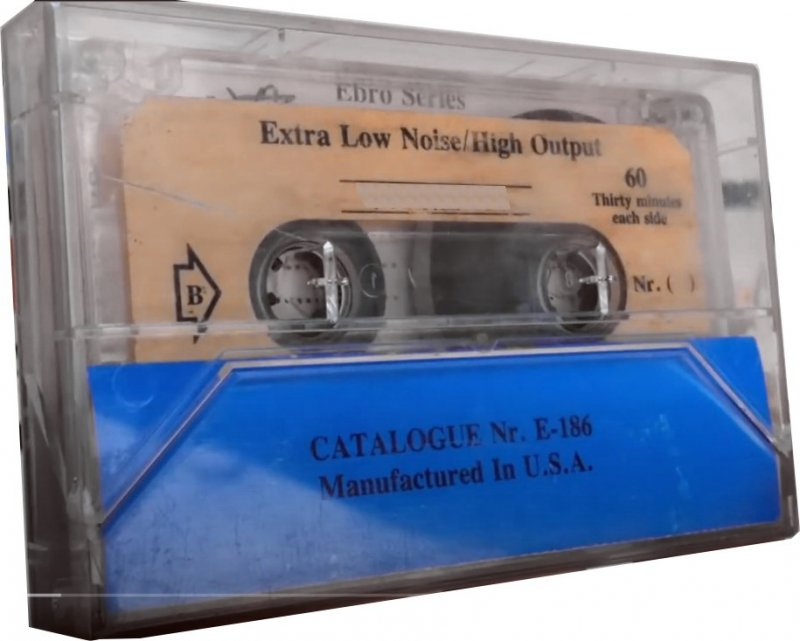 Ebro Series
Extra Low Noise/High Output
60
Thirty minutes
each side
B
Nr. ( )
CATALOGUE Nr. E-186
Manufactured In U.S.A.